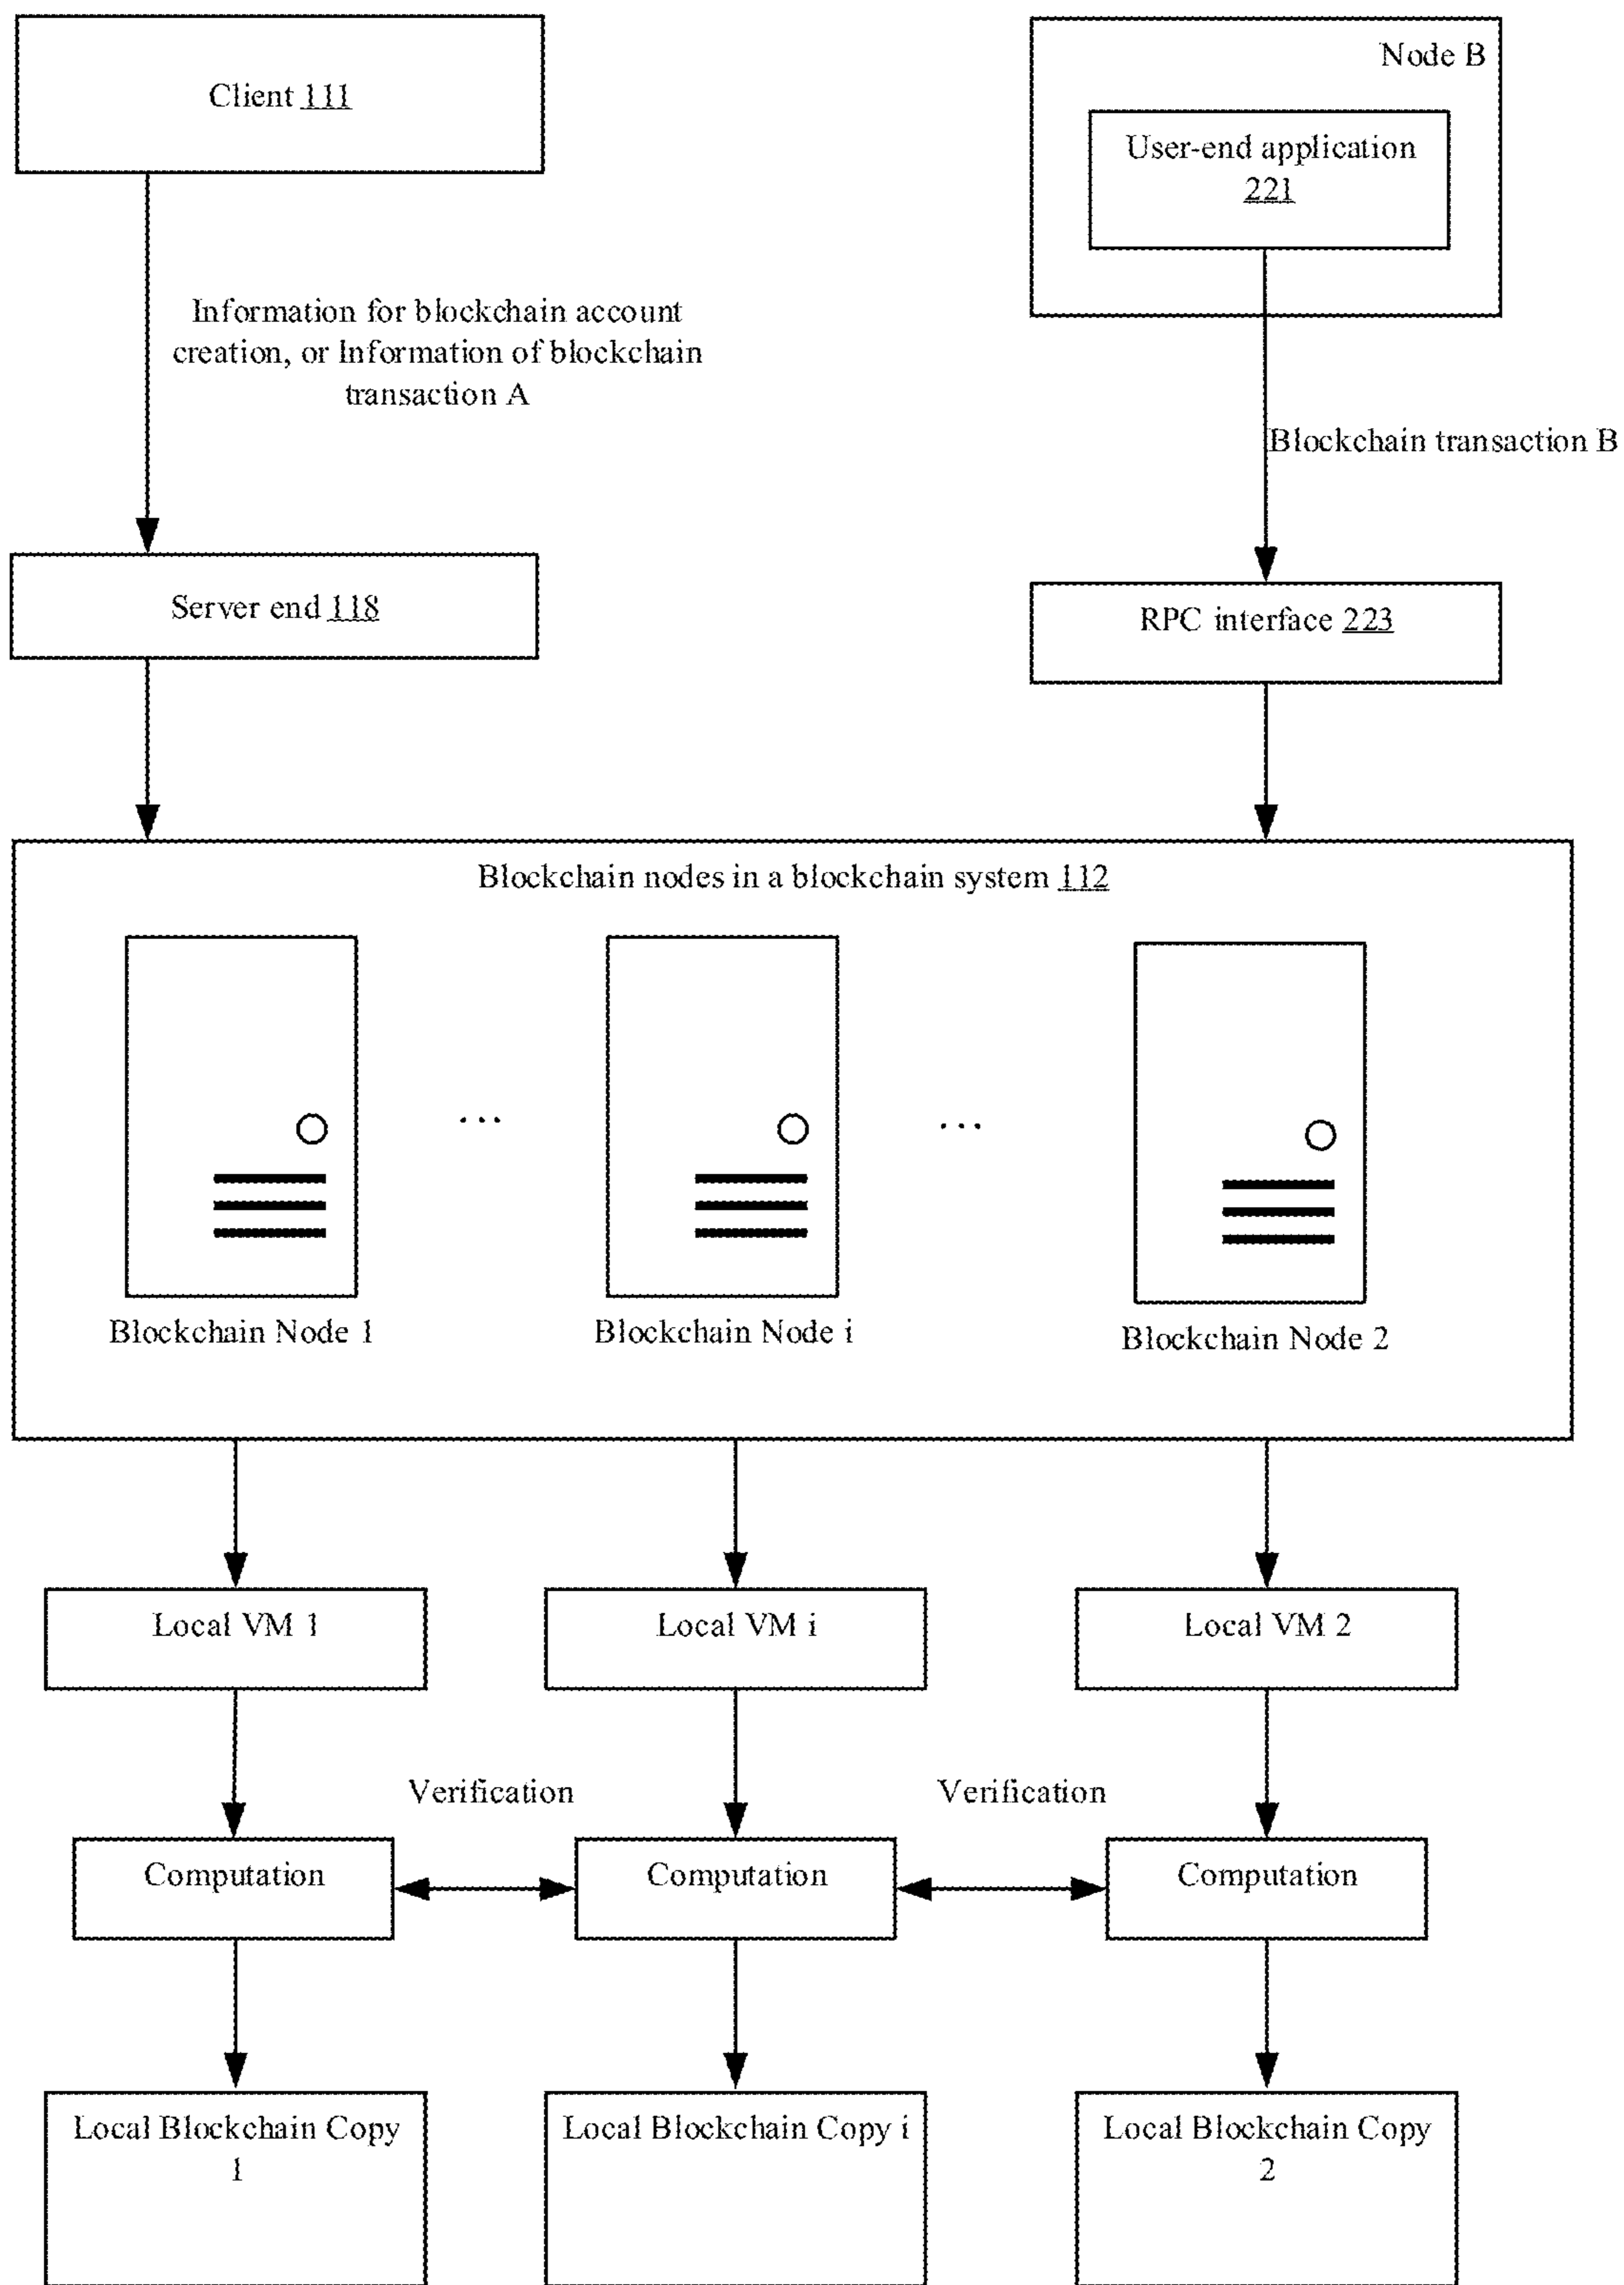 Client 111
Node B
User-end application
221
Information for blockchain account
creation, or Information of blockchain
transaction A
Blockchain transaction B
Server end 118
RPC interface 223
Blockchain nodes in a blockchain system 112
...
...
Blockchain Node 1
Blockchain Node i
Blockchain Node 2
Local VM 1
Local VM i
Local VM 2
Verification
Verification
Computation
Computation
Computation
Local Blockchain Copy
1
Local Blockchain Copy i
Local Blockchain Copy
2